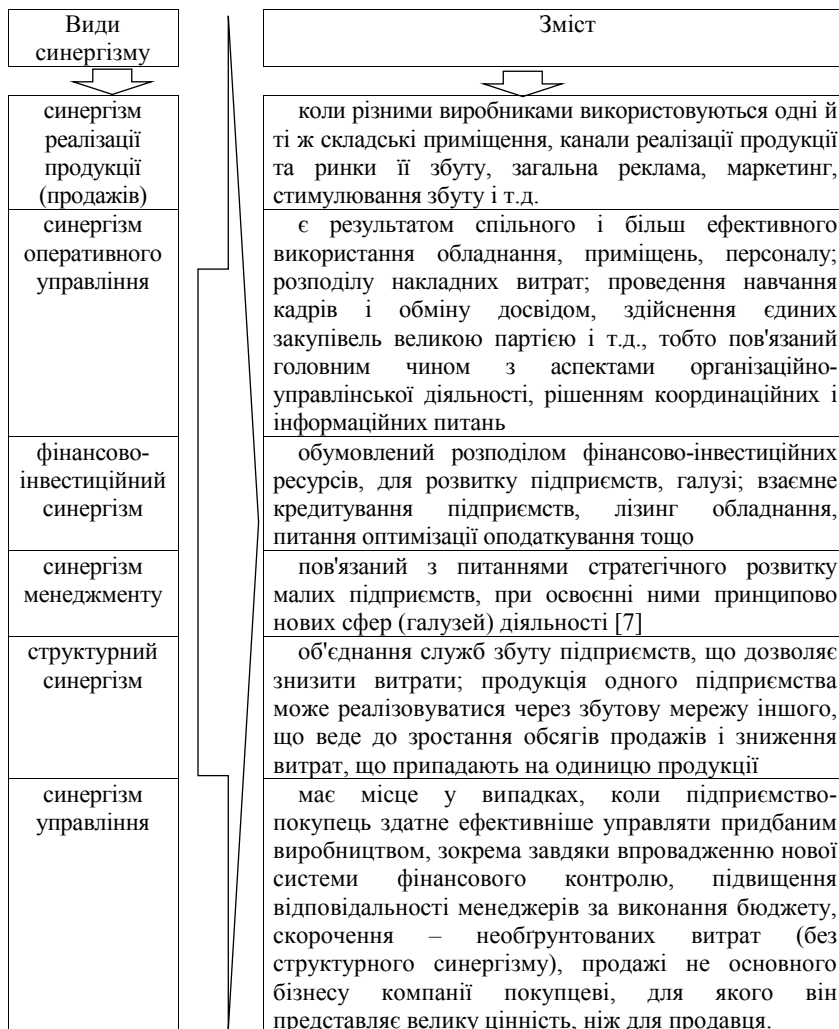 Види
синергізму
Зміст
синергізм
реалізації
продукції
(продажів)
коли різними виробниками використовуються одні й
ті ж складські приміщення, канали реалізації продукції
та ринки її збуту, загальна реклама, маркетинг,
стимулювання збуту і т.д.
синергізм
оперативного
управління
є результатом спільного і більш ефективного
використання обладнання, приміщень, персоналу;
розподілу накладних витрат; проведення навчання
кадрів і обміну досвідом, здійснення єдиних
закупівель великою партією і т.д., тобто пов'язаний
головним чином з аспектами організаційно-
управлінської діяльності, рішенням координаційних і
інформаційних питань
фінансово-
інвестиційний
синергізм
обумовлений розподілом фінансово-інвестиційних
ресурсів, для розвитку підприємств, галузі; взаємне
кредитування підприємств, лізинг обладнання,
питання оптимізації оподаткування тощо
синергізм
менеджменту
пов'язаний з питаннями стратегічного розвитку
малих підприємств, при освоєнні ними принципово
нових сфер (галузей) діяльності [7]
структурний
синергізм
об'єднання служб збуту підприємств, що дозволяє
знизити витрати; продукція одного підприємства
може реалізовуватися через збутову мережу іншого,
що веде до зростання обсягів продажів і зниження
витрат, що припадають на одиницю продукції
синергізм
управління
має місце у випадках, коли підприємство-
покупець здатне ефективніше управляти придбаним
виробництвом, зокрема завдяки впровадженню нової
системи фінансового контролю, підвищення
відповідальності менеджерів за виконання бюджету,
скорочення – необґрунтованих витрат (без
структурного синергізму), продажі не основного
бізнесу компанії покупцеві, для якого він
представляє велику цінність, ніж для продавця.